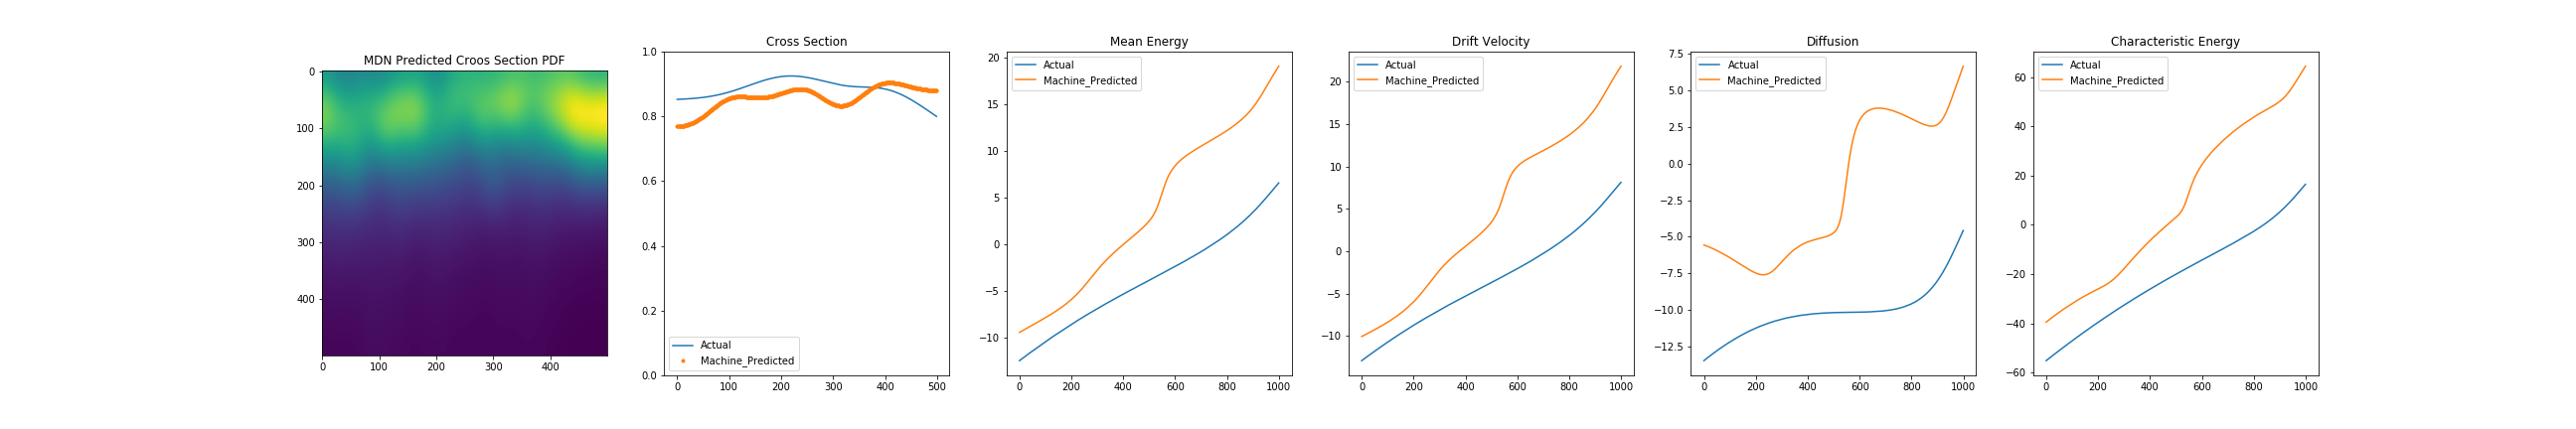 MDN Predicted Croos Section PDF
0
100
200
300
400
0 100 200 300 400
Cross Section
1.0
0.8
0.6
0.4
0.2
0.0
Actual
Machine_Predicted
0 100 200 300 400 500
Mean Energy
Actual
Machine_Predicted
20
15
10
5
0
−5
−10
0 200 400 600 800 1000
Drift Velocity
Actual
Machine_Predicted
20
15
10
5
0
−5
−10
0 200 400 600 800 1000
Diffusion
7.5
Actual
Machine_Predicted
5.0
2.5
0.0
−2.5
−5.0
−7.5
−10.0
−12.5
0 200 400 600 800 1000
Characteristic Energy
Actual
Machine_Predicted
60
40
20
0
−20
−40
−60
0 200 400 600 800 1000